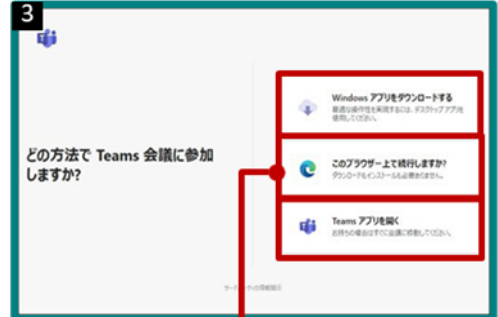 3
どの方法で Teams 会議に参加
しますか?
Windows アプリをダウンロードする
最適な操作性を実現するには、デスクトップ アプリを
使用してください。
このブラウザー上で続行しますか?
ダウンロードもインストールも必要ありません。
Teams アプリを開く
お持ちの場合はすぐに会議に移動してください。